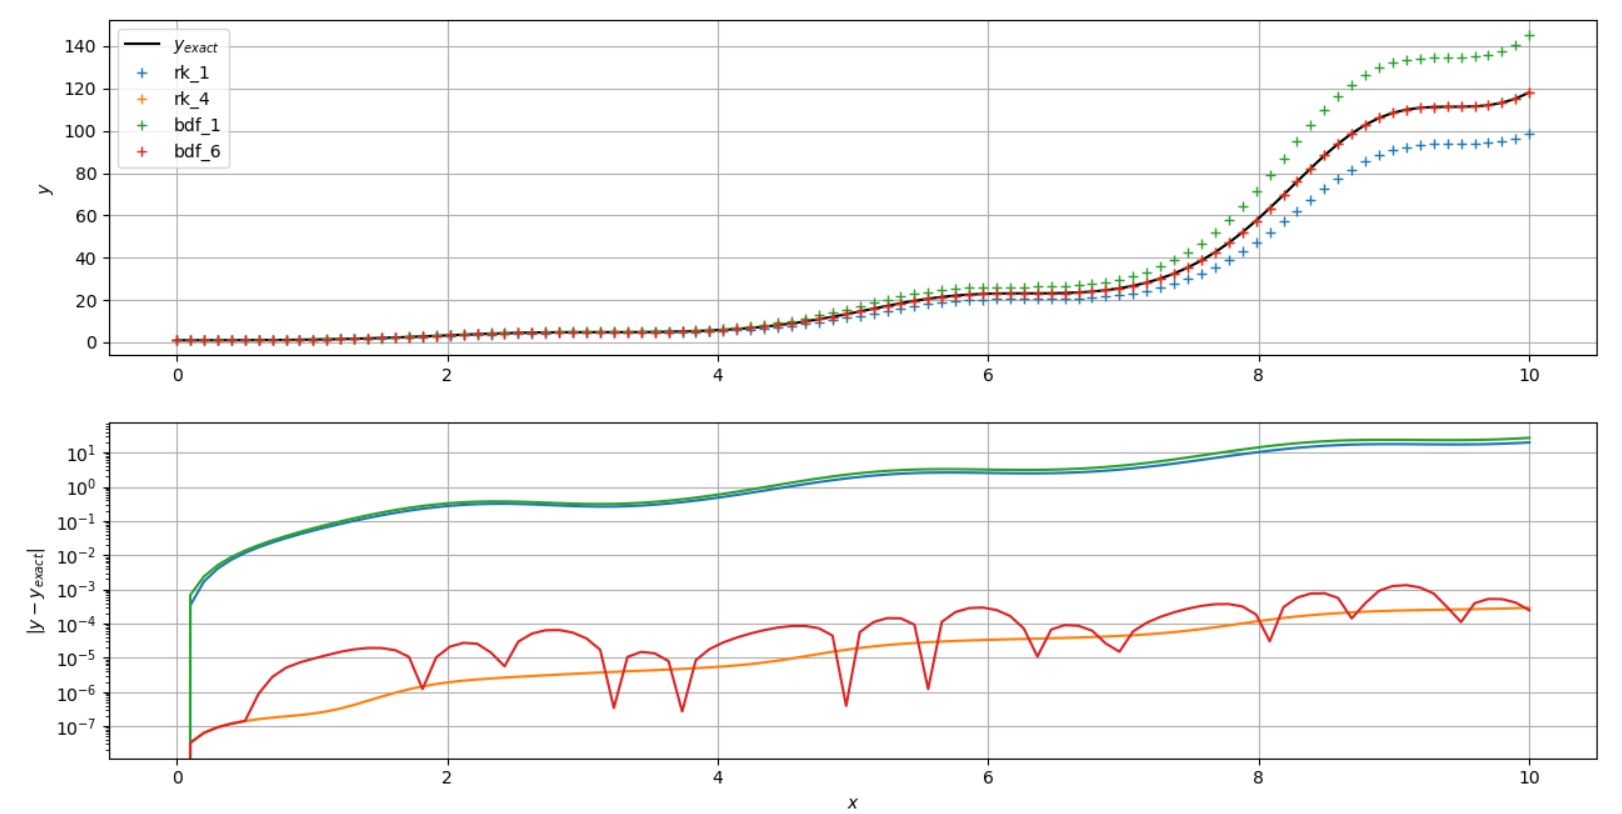 140
120
100
80
60
40
20
0
y
y_exact
rk_1
rk_4
bdf_1
bdf_6
0 2 4 6 8 10
10^1
10^0
10^-1
10^-2
10^-3
10^-4
10^-5
10^-6
10^-7
|y − y_exact|
0 2 4 6 8 10
x